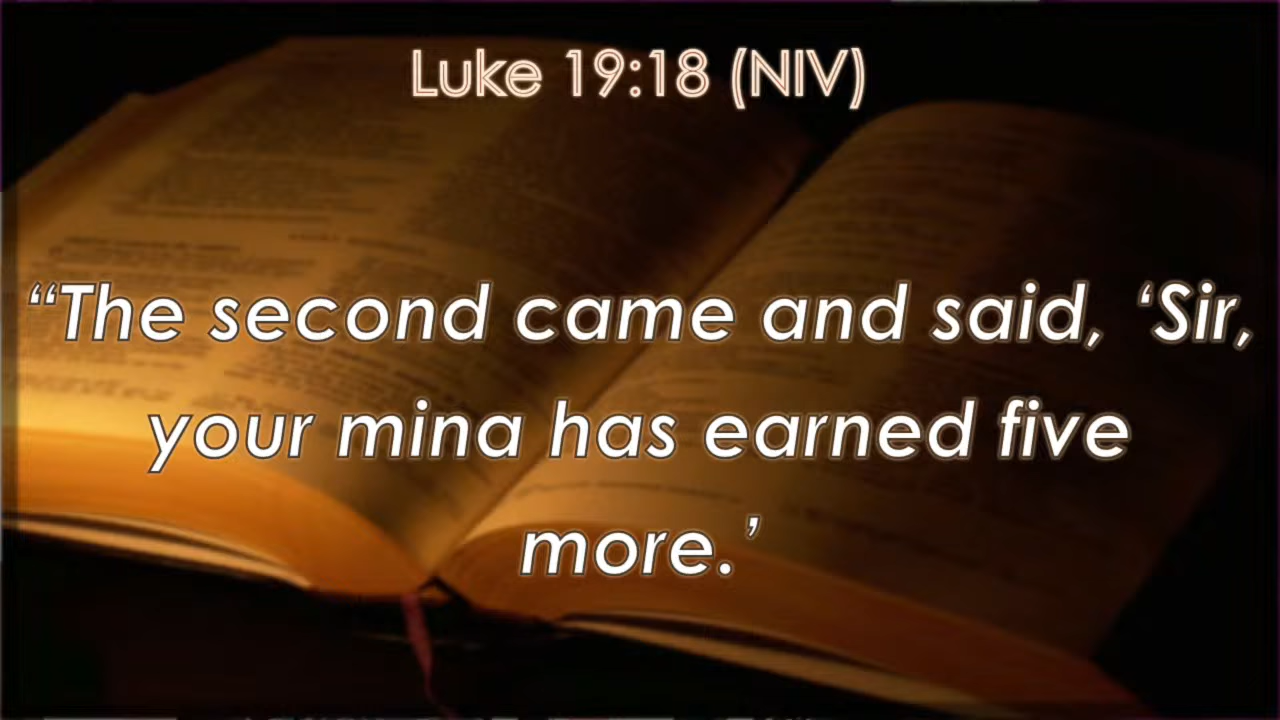 Luke 19:18 (NIV)
“The second came and said, ‘Sir,
your mina has earned five
more.’